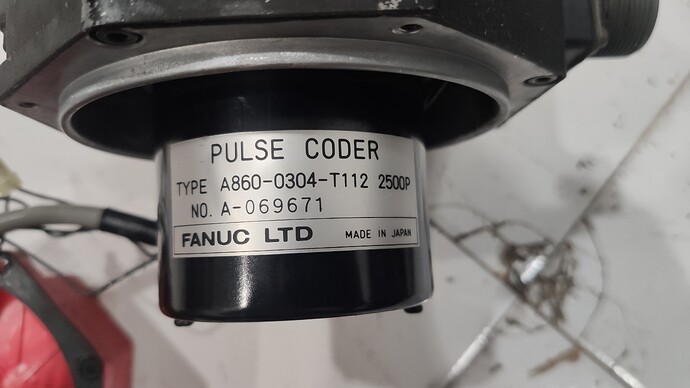 PULSE CODER
TYPE A860-0304-T112 2500P
NO. A-069671
FANUC LTD MADE IN JAPAN